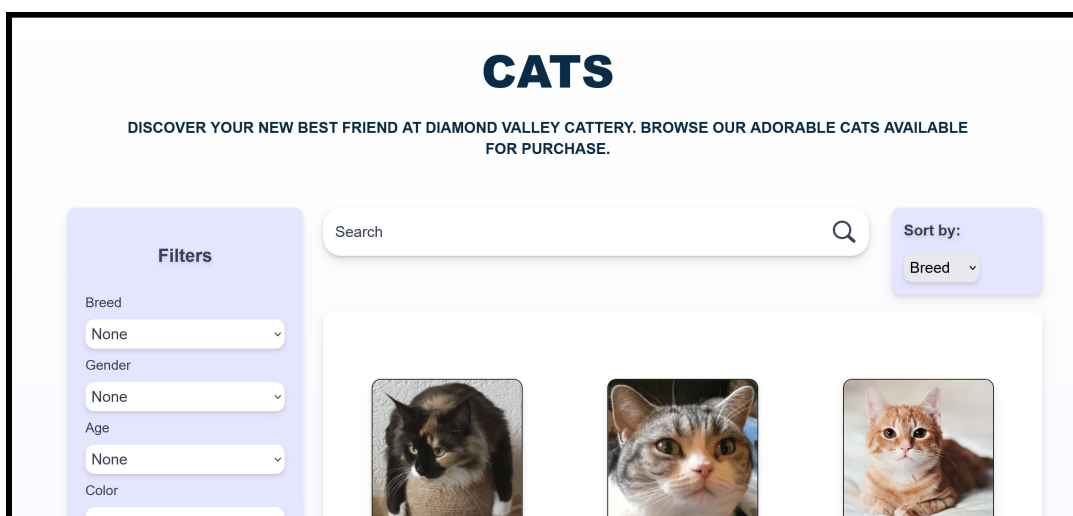 CATS
DISCOVER YOUR NEW BEST FRIEND AT DIAMOND VALLEY CATTERY. BROWSE OUR ADORABLE CATS AVAILABLE
FOR PURCHASE.
Filters
Breed
None
Gender
None
Age
None
Color
Search
Sort by:
Breed